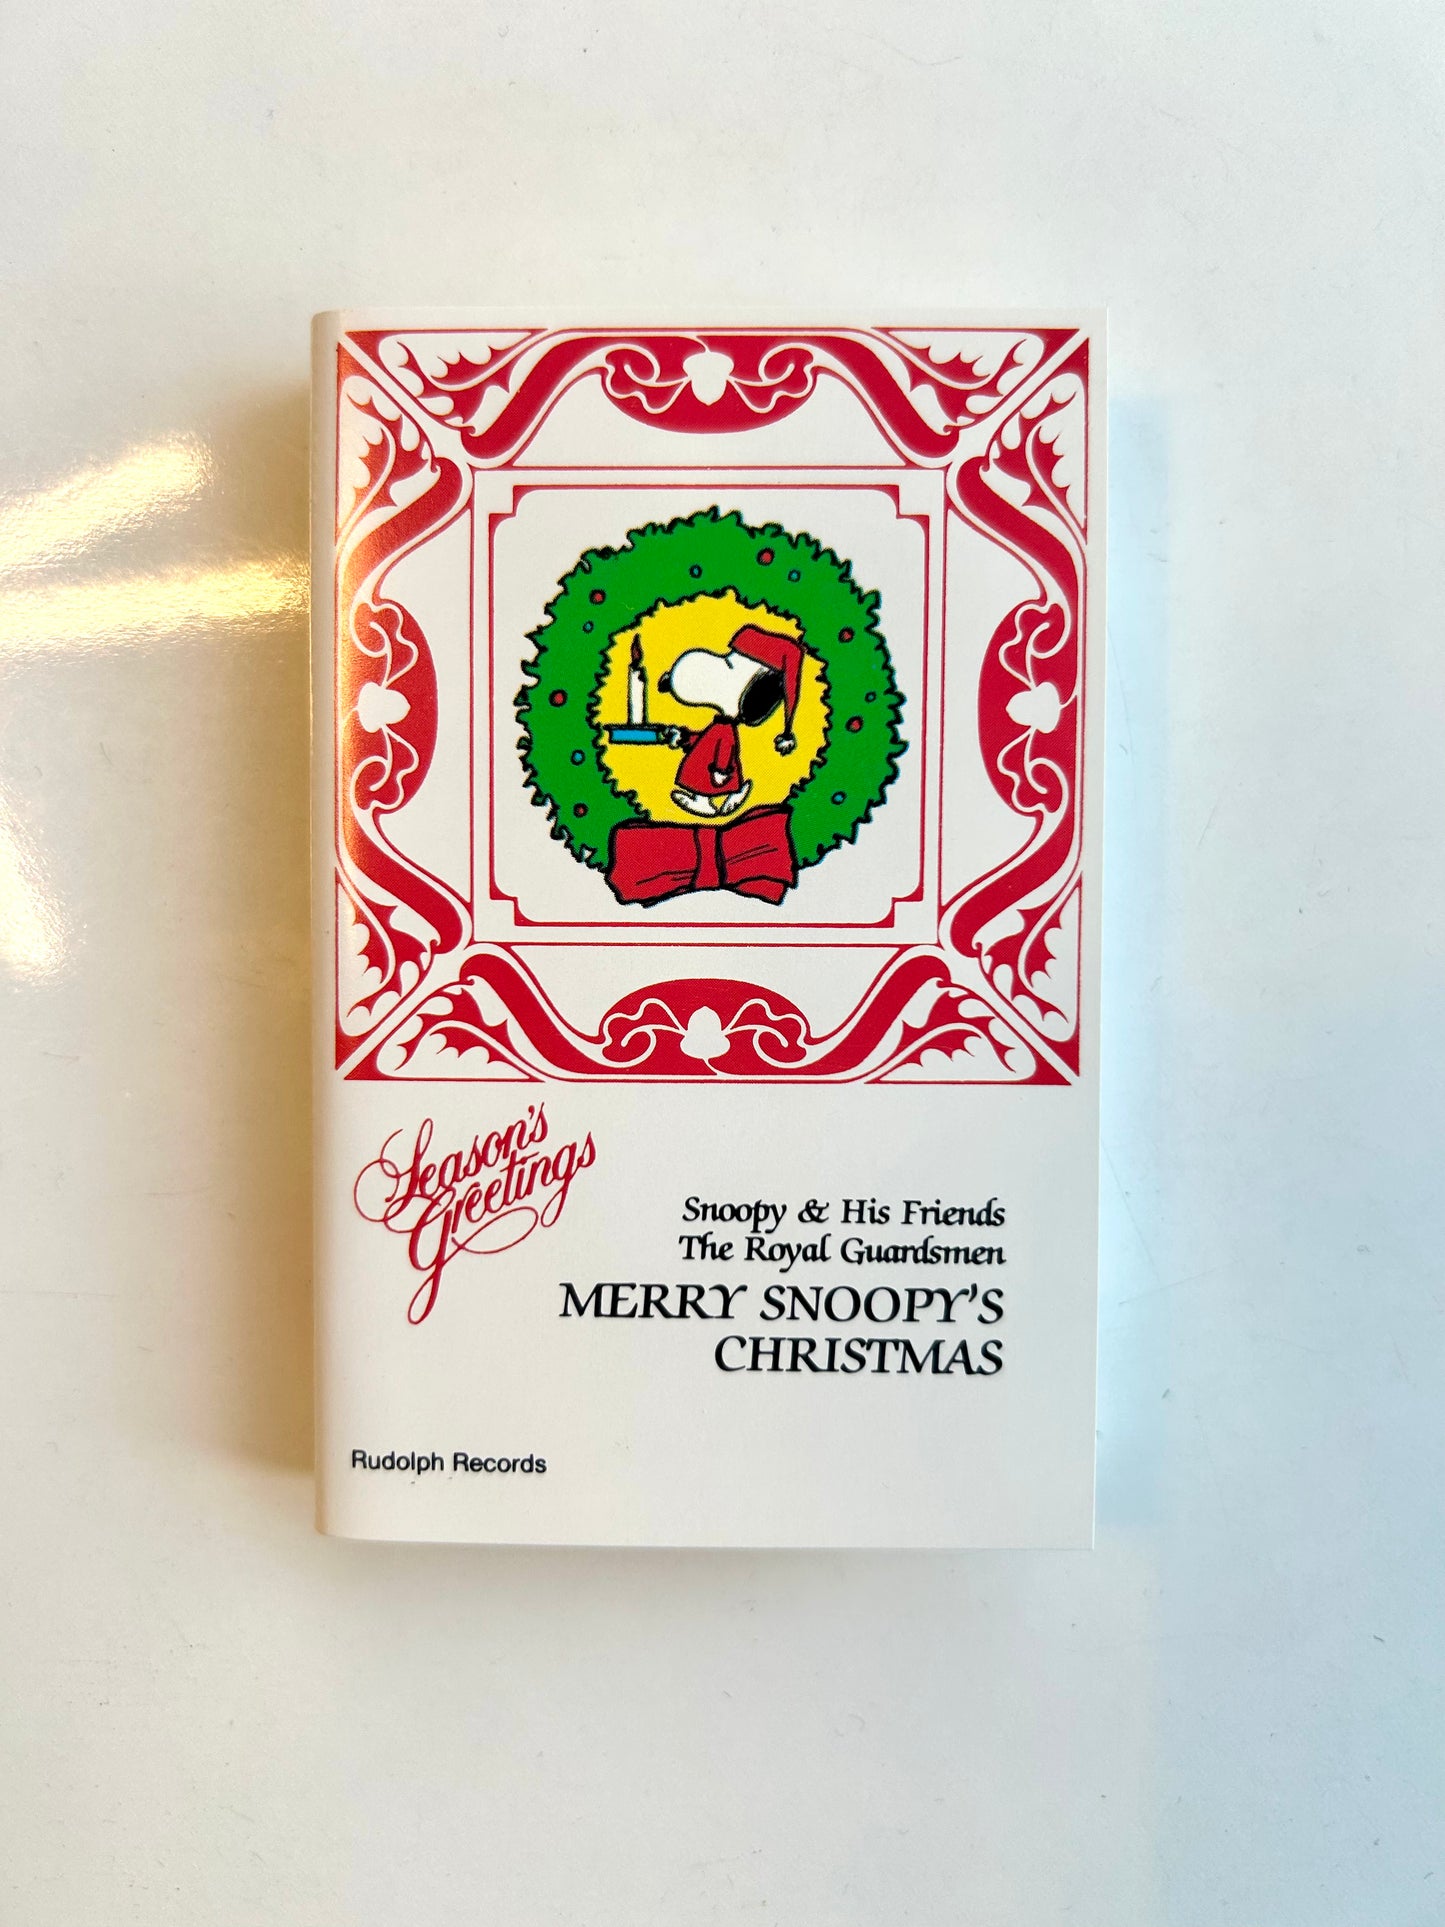 Season's
Greetings
Snoopy & His Friends
The Royal Guardsmen
MERRY SNOOPY'S
CHRISTMAS
Rudolph Records